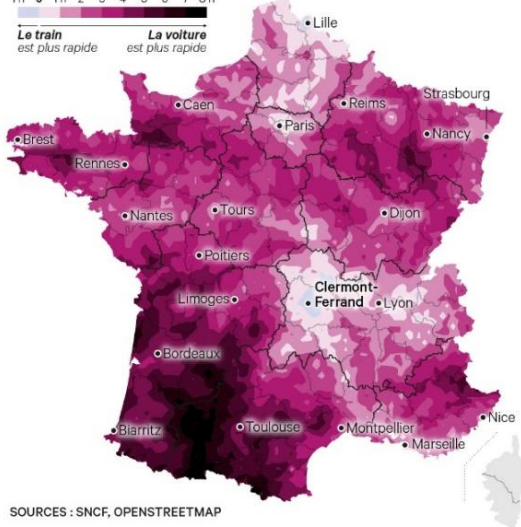 Le train La voiture
est plus rapide est plus rapide
Lille
Strasbourg
Caen
Reims
Paris
Nancy
Brest
Rennes
Nantes
Tours
Dijon
Poitiers
Clermont-
Ferrand
Limoges
Lyon
Bordeaux
Biarritz
Toulouse
Montpellier
Nice
Marseille
SOURCES : SNCF, OPENSTREETMAP